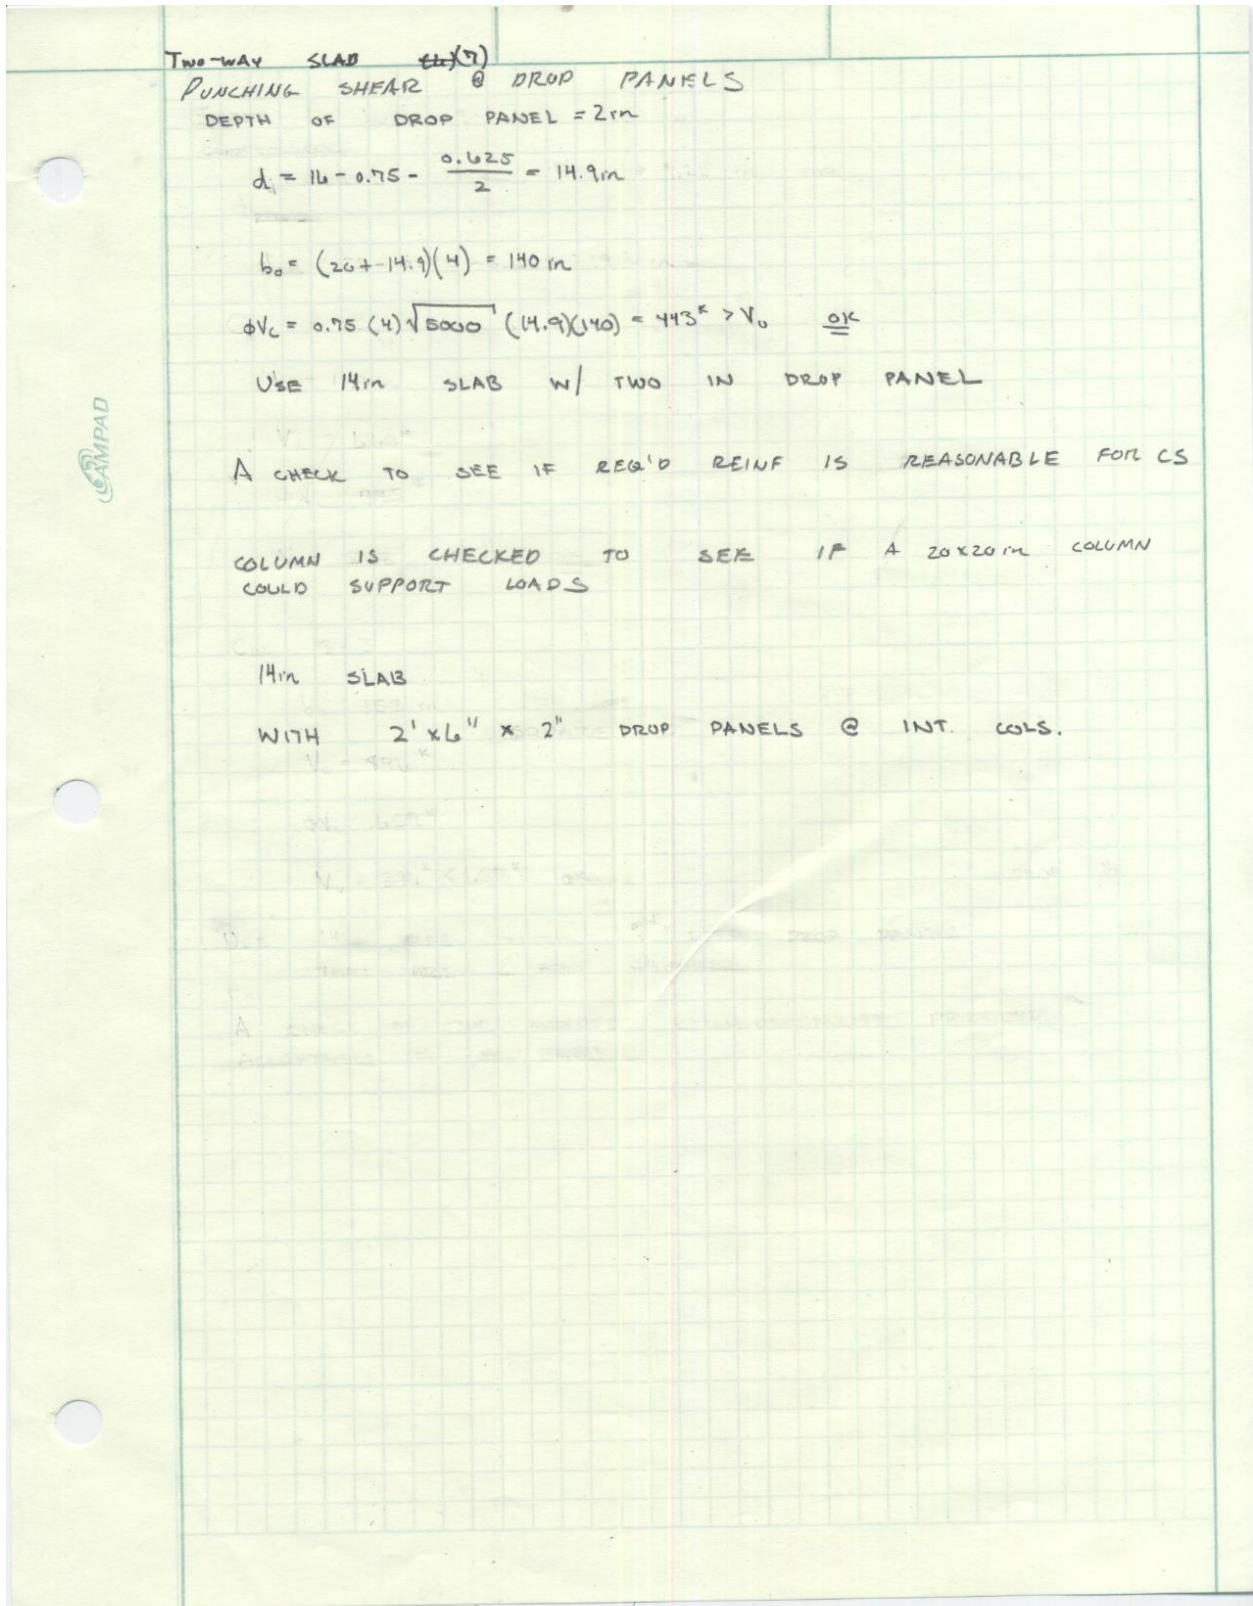 TWO-WAY SLAB (7)
PUNCHING SHEAR @ DROP PANELS
DEPTH OF DROP PANEL = 2in
d = 16 - 0.75 - 0.625/2 = 14.9in
b₀ = (20+14.9)(4) = 140 in
φVc = 0.75 (4)√5000 (14.9)(140) = 443ᵏ > Vu OK
USE 14in SLAB W/ TWO IN DROP PANEL
A CHECK TO SEE IF REQ'D REINF IS REASONABLE FOR CS
COLUMN IS CHECKED TO SEE IF A 20x20in COLUMN
COULD SUPPORT LOADS
14in SLAB
WITH 2'x6" x 2" DROP PANELS @ INT. COLS.
AMPAD